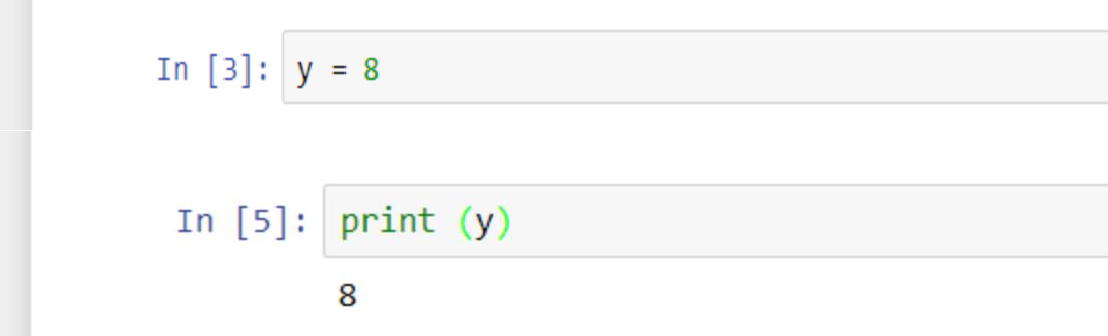 In [3]: y = 8
In [5]: print (y)
8